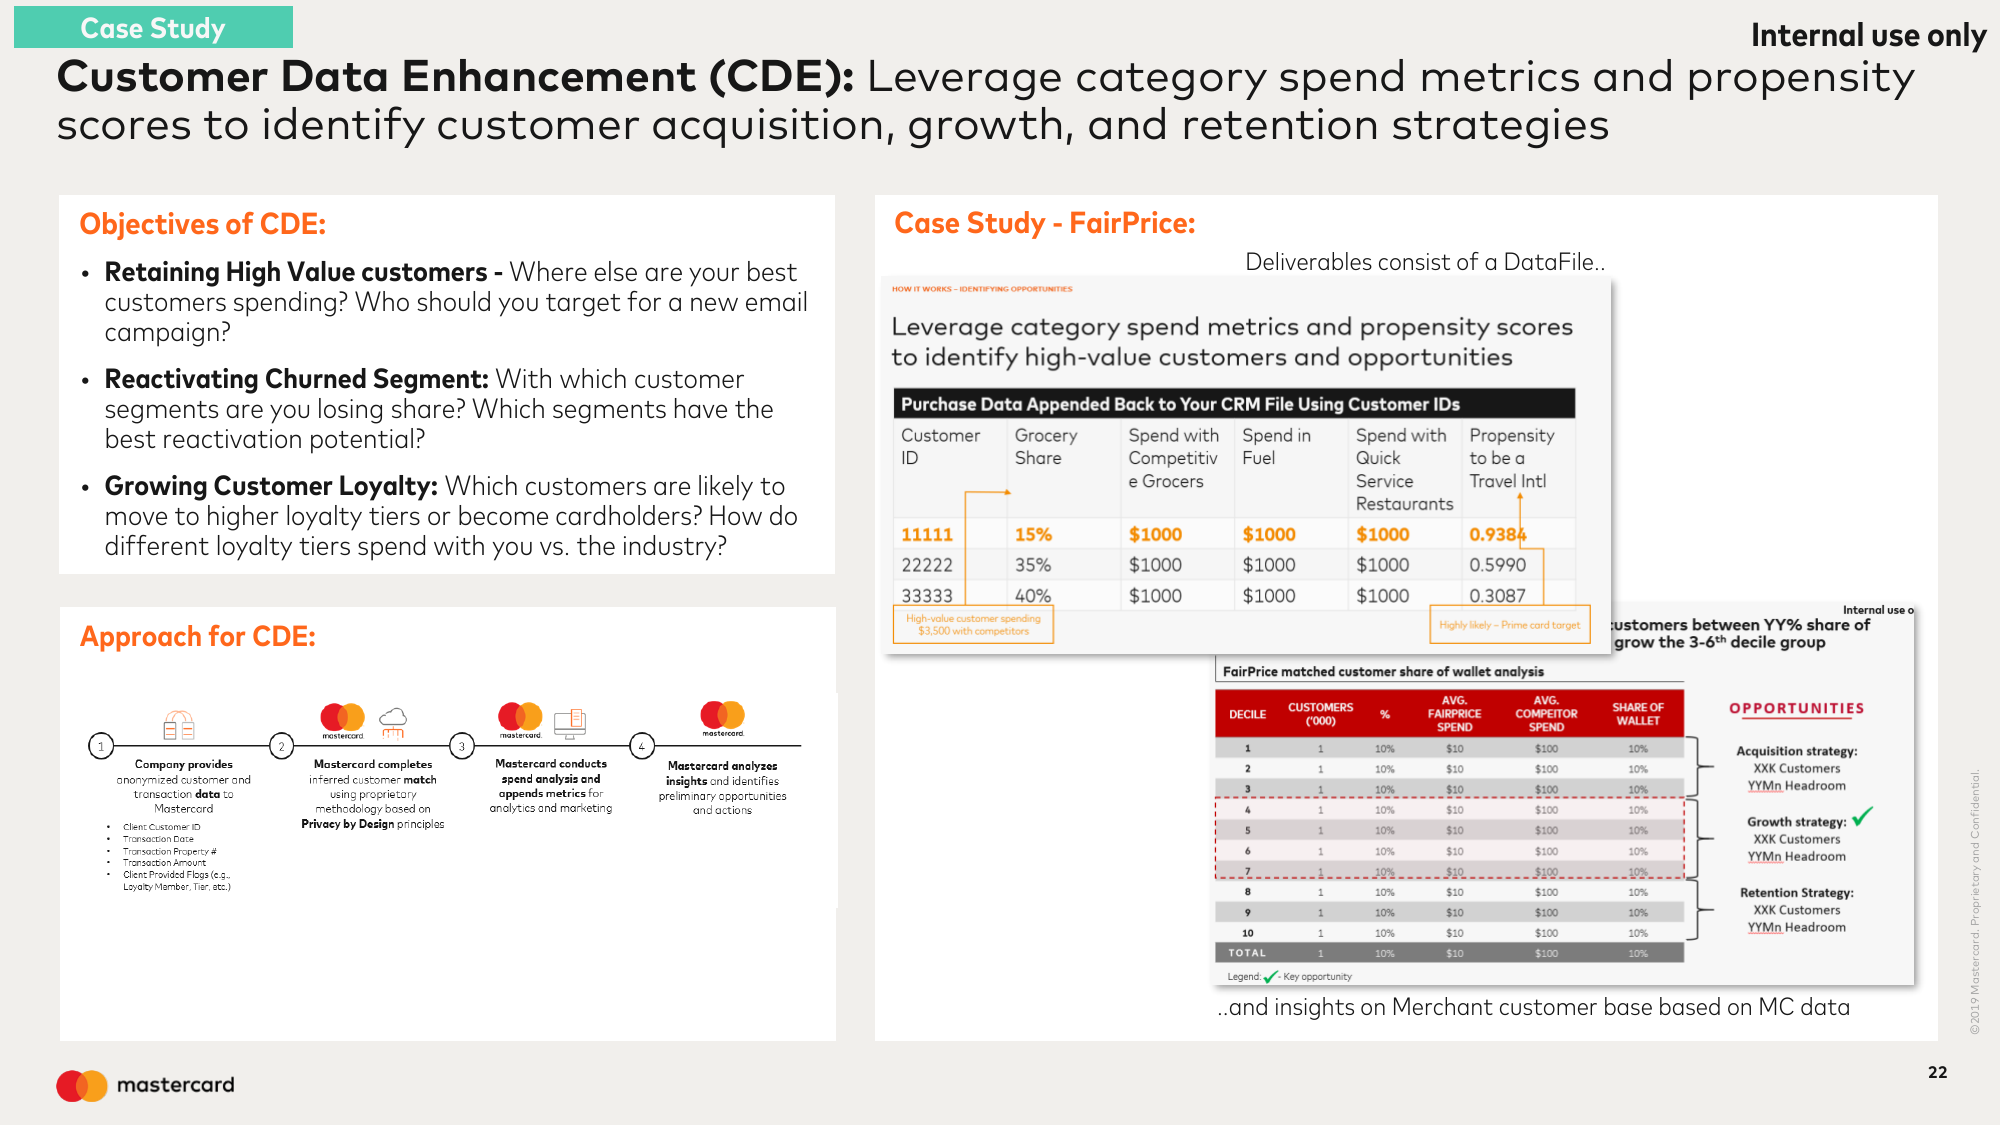 Case Study
Internal use only
Customer Data Enhancement (CDE): Leverage category spend metrics and propensity
scores to identify customer acquisition, growth, and retention strategies
Objectives of CDE:
• Retaining High Value customers - Where else are your best
customers spending? Who should you target for a new email
campaign?
• Reactivating Churned Segment: With which customer
segments are you losing share? Which segments have the
best reactivation potential?
• Growing Customer Loyalty: Which customers are likely to
move to higher loyalty tiers or become cardholders? How do
different loyalty tiers spend with you vs. the industry?
Approach for CDE:
mastercard.
mastercard.
mastercard.
1
2
3
4
Company provides
anonymized customer and
transaction data to
Mastercard
• Client Customer ID
• Transaction Date
• Transaction Property #
• Transaction Amount
• Client Provided Flags (e.g.,
Loyalty Member, Tier, etc.)
Mastercard completes
inferred customer match
using proprietary
methodology based on
Privacy by Design principles
Mastercard conducts
spend analysis and
appends metrics for
analytics and marketing
Mastercard analyzes
insights and identifies
preliminary opportunities
and actions
Case Study - FairPrice:
Deliverables consist of a DataFile..
HOW IT WORKS – IDENTIFYING OPPORTUNITIES
Leverage category spend metrics and propensity scores
to identify high-value customers and opportunities
Purchase Data Appended Back to Your CRM File Using Customer IDs
Customer ID Grocery Share Spend with Competitiv e Grocers Spend in Fuel Spend with Quick Service Restaurants Propensity to be a Travel Intl
11111 15% $1000 $1000 $1000 0.9384
22222 35% $1000 $1000 $1000 0.5990
33333 40% $1000 $1000 $1000 0.3087
High-value customer spending
$3,500 with competitors
Highly likely – Prime card target
Internal use o
ustomers between YY% share of
grow the 3-6th decile group
FairPrice matched customer share of wallet analysis
DECILE CUSTOMERS ('000) % AVG. FAIRPRICE SPEND AVG. COMPEITOR SPEND SHARE OF WALLET
1 1 10% $10 $100 10%
2 1 10% $10 $100 10%
3 1 10% $10 $100 10%
4 1 10% $10 $100 10%
5 1 10% $10 $100 10%
6 1 10% $10 $100 10%
7 1 10% $10 $100 10%
8 1 10% $10 $100 10%
9 1 10% $10 $100 10%
10 1 10% $10 $100 10%
TOTAL 1 10% $10 $100 10%
Legend: - Key opportunity
OPPORTUNITIES
Acquisition strategy:
XXK Customers
YYMn Headroom
Growth strategy:
XXK Customers
YYMn Headroom
Retention Strategy:
XXK Customers
YYMn Headroom
..and insights on Merchant customer base based on MC data
©2019 Mastercard. Proprietary and Confidential.
mastercard
22